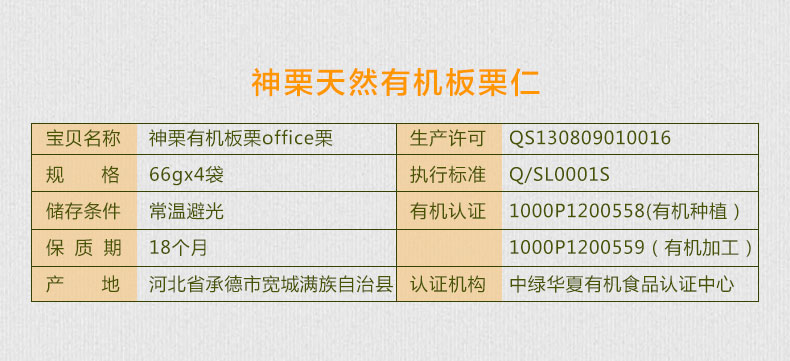 神栗天然有机板栗仁
宝贝名称 神栗有机板栗office栗 生产许可 QS130809010016
规 格 66gx4袋 执行标准 Q/SL0001S
储存条件 常温避光 有机认证 1000P1200558(有机种植)
保 质 期 18个月 1000P1200559(有机加工)
产 地 河北省承德市宽城满族自治县 认证机构 中绿华夏有机食品认证中心